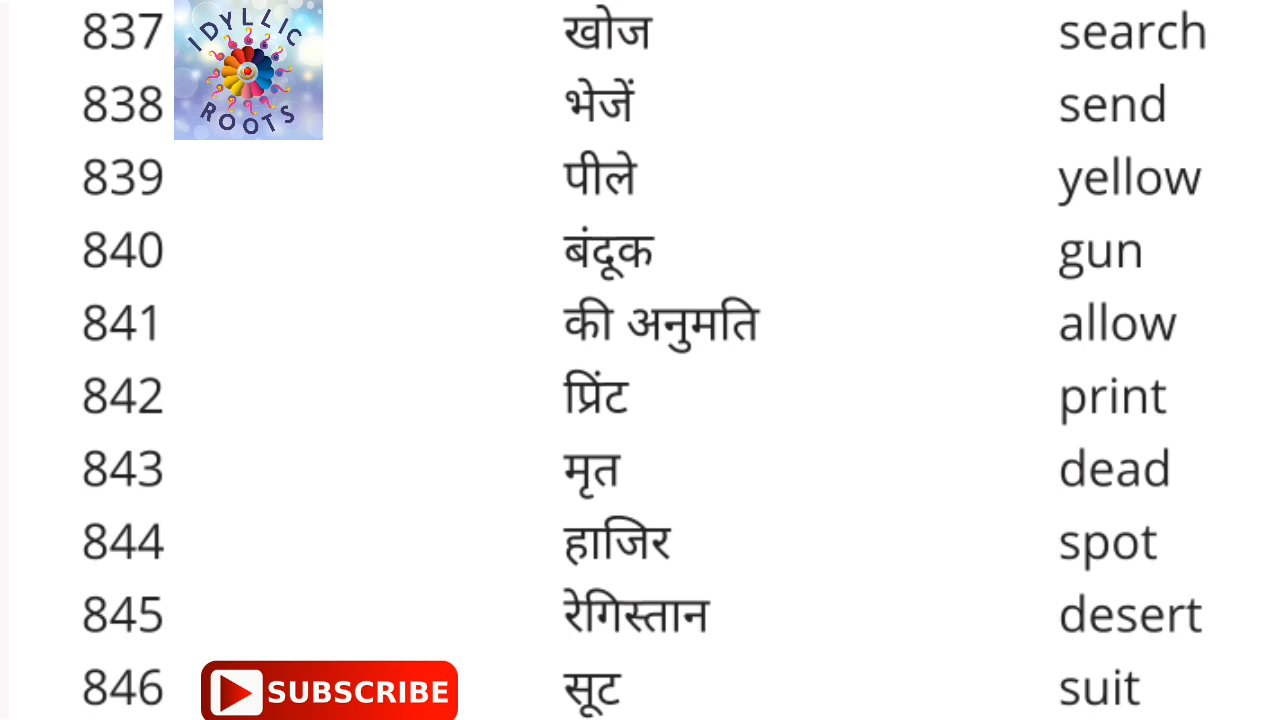 837 खोज search
IDYLLIC
ROOTS
838 भेजें send
839 पीले yellow
840 बंदूक gun
841 की अनुमति allow
842 प्रिंट print
843 मृत dead
844 हाजिर spot
845 रेगिस्तान desert
846 SUBSCRIBE सूट suit